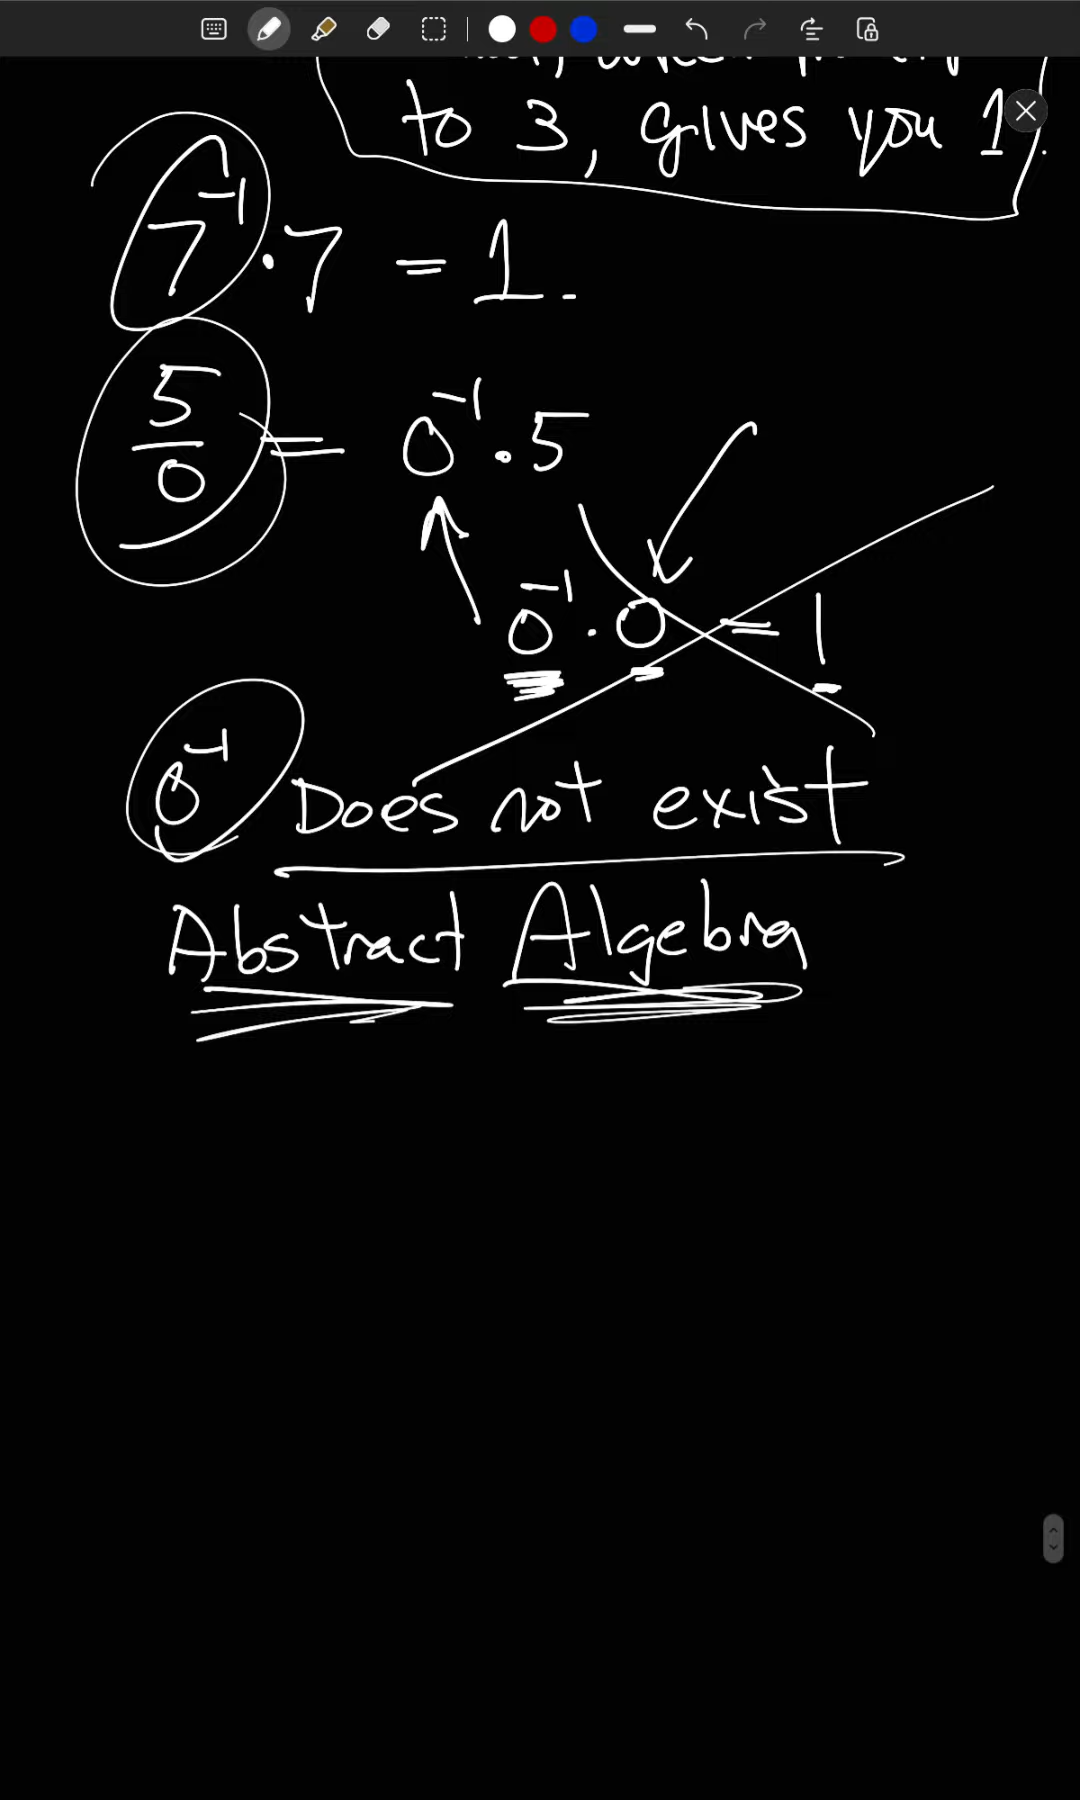 to 3, gives you 1.
7⁻¹ · 7 = 1.
5/0 = 0⁻¹ · 5
0⁻¹ · 0 = 1
0⁻¹ Does not exist
Abstract Algebra